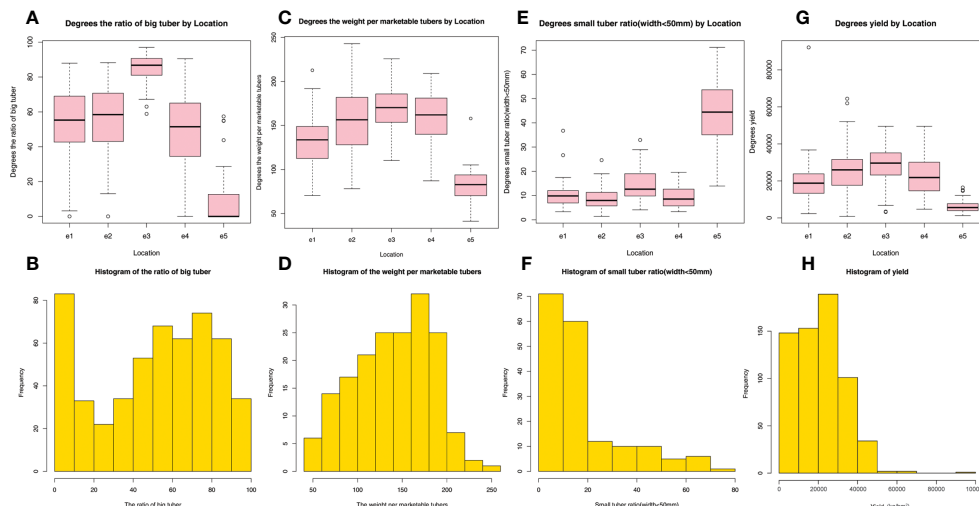 A
Degrees the ratio of big tuber by Location
Degrees the ratio of big tuber
100
80
60
40
20
0
e1 e2 e3 e4 e5
Location
C
Degrees the weight per marketable tubers by Location
Degrees the weight per marketable tubers
250
200
150
100
50
e1 e2 e3 e4 e5
Location
E
Degrees small tuber ratio(width<50mm) by Location
Degrees small tuber ratio(width<50mm)
70
60
50
40
30
20
10
0
e1 e2 e3 e4 e5
Location
G
Degrees yield by Location
Degrees yield
80000
60000
40000
20000
0
e1 e2 e3 e4 e5
Location
B
Histogram of the ratio of big tuber
Frequency
80
60
40
20
0
0 20 40 60 80 100
The ratio of big tuber
D
Histogram of the weight per marketable tubers
Frequency
30
25
20
15
10
5
0
50 100 150 200 250
The weight per marketable tubers
F
Histogram of small tuber ratio(width<50mm)
Frequency
70
60
50
40
30
20
10
0
0 20 40 60 80
Small tuber ratio(width<50mm)
H
Histogram of yield
Frequency
150
100
50
0
0 20000 40000 60000 80000